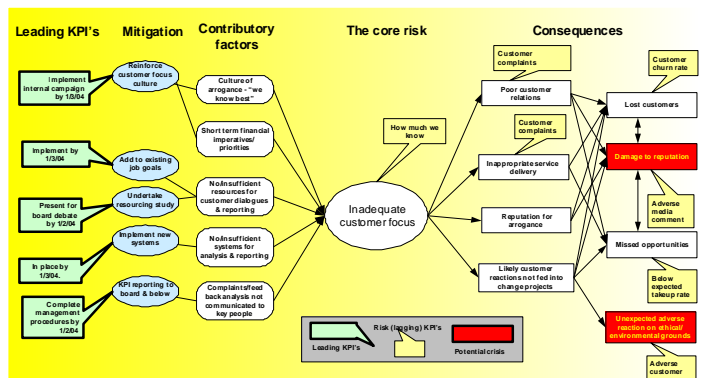 Leading KPI's
Mitigation
Contributory
factors
The core risk
Consequences
Implement
internal campaign
by 1/3/04
Implement by
1/3/04
Present for
board debate
by 1/2/04
In place by
1/3/04.
Complete
management
procedures by
1/2/04
Reinforce
customer focus
culture
Add to existing
job goals
Undertake
resourcing study
Implement new
systems
KPI reporting to
board & below
Culture of
arrogance - "we
know best"
Short term financial
imperatives/
priorities
No/insufficient
resources for
customer dialogues
& reporting
No/insufficient
systems for
analysis & reporting
Complaints/feed
back analysis not
communicated to
key people
How much we
know
Inadequate
customer focus
Customer
complaints
Poor customer
relations
Customer
complaints
Inappropriate service
delivery
Reputation for
arrogance
Likely customer
reactions not fed into
change projects
Customer
churn rate
Lost customers
Damage to reputation
Adverse
media
comment
Missed opportunities
Below
expected
takeup rate
Unexpected adverse
reaction on ethical/
environmental grounds
Adverse
customer
Leading KPI's
Risk (lagging) KPI's
Potential crisis